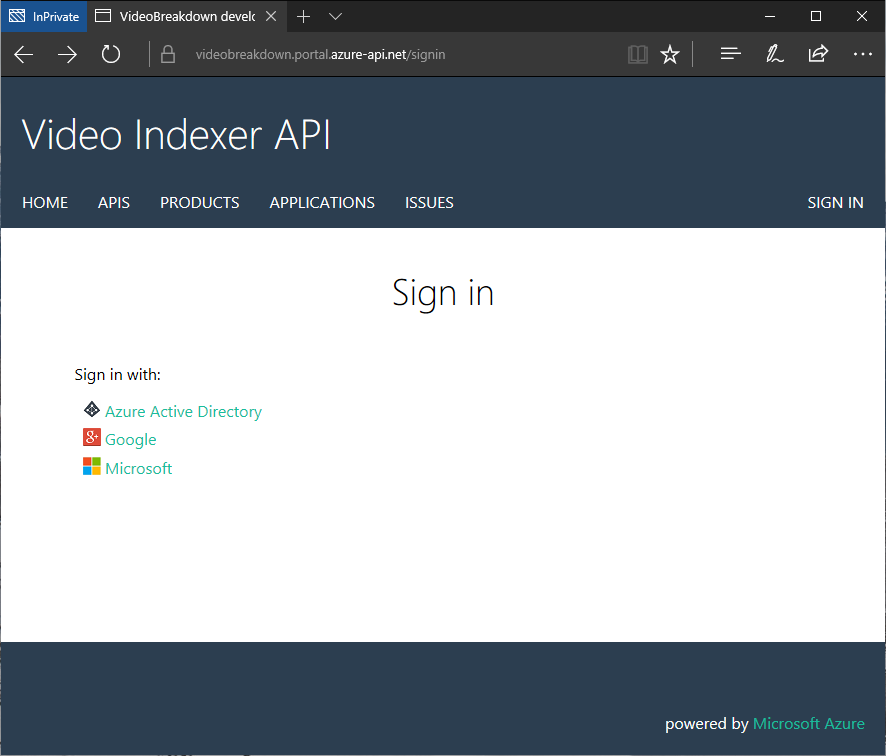 InPrivate VideoBreakdown develo
videobreakdown.portal.azure-api.net/signin
Video Indexer API
HOME APIS PRODUCTS APPLICATIONS ISSUES SIGN IN
Sign in
Sign in with:
Azure Active Directory
g+ Google
Microsoft
powered by Microsoft Azure